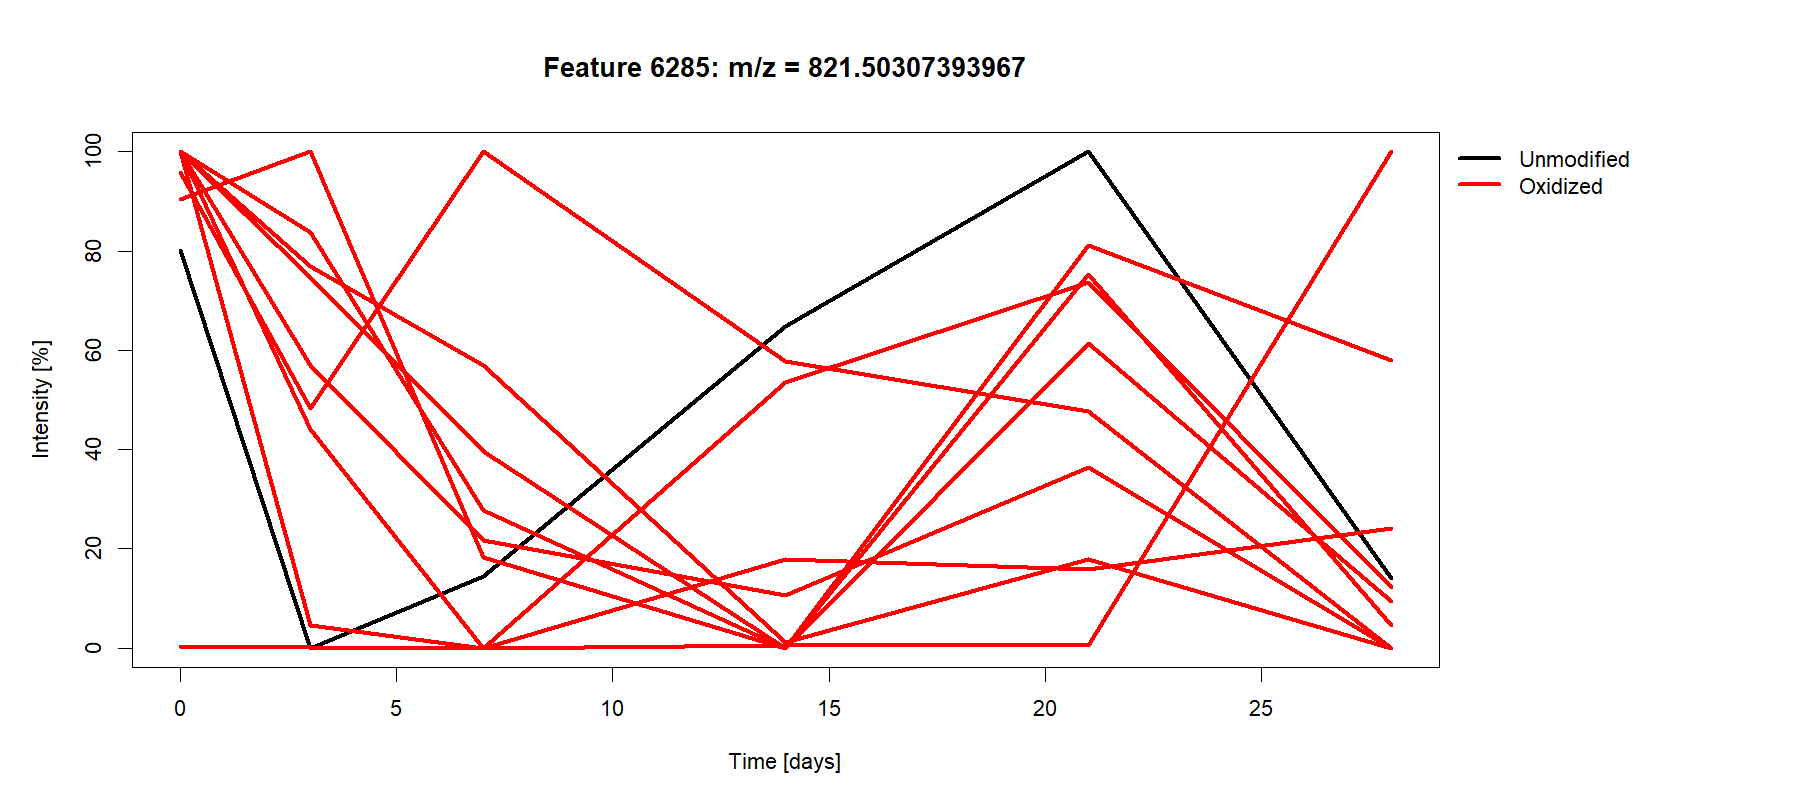 Feature 6285: m/z = 821.50307393967
Unmodified
Oxidized
Intensity [%]
100
80
60
40
20
0
0 5 10 15 20 25
Time [days]